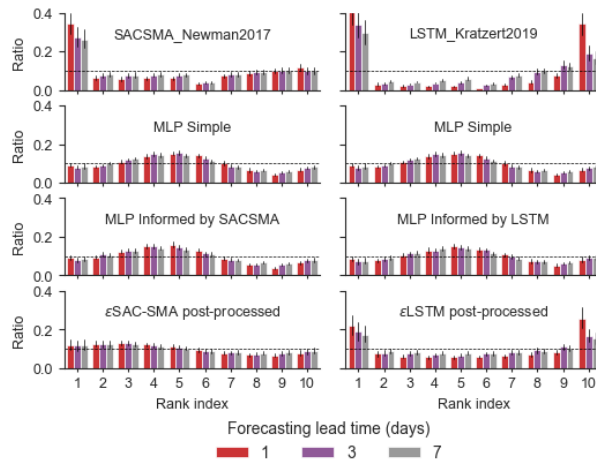 SACSMA_Newman2017
LSTM_Kratzert2019
0.4
0.2
0.0
Ratio
MLP Simple
MLP Simple
0.4
0.2
0.0
Ratio
MLP Informed by SACSMA
MLP Informed by LSTM
0.4
0.2
0.0
Ratio
εSAC-SMA post-processed
εLSTM post-processed
0.4
0.2
0.0
Ratio
1 2 3 4 5 6 7 8 9 10
1 2 3 4 5 6 7 8 9 10
Rank index
Rank index
Forecasting lead time (days)
1 3 7